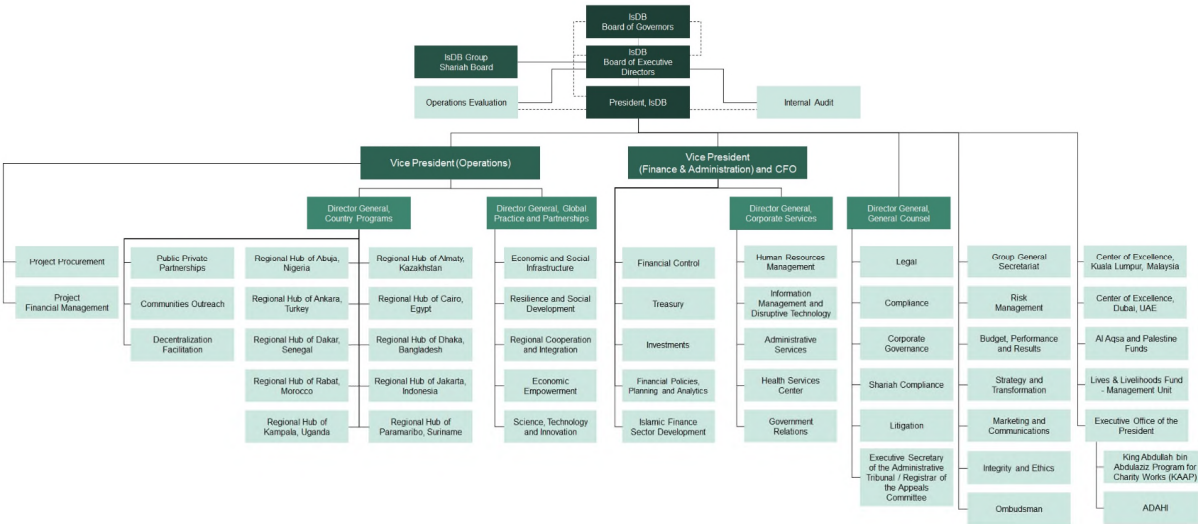 IsDB
Board of Governors
IsDB Group
Shariah Board
IsDB
Board of Executive
Directors
Operations Evaluation
President, IsDB
Internal Audit
Vice President (Operations)
Vice President
(Finance & Administration) and CFO
Director General,
Country Programs
Director General, Global
Practice and Partnerships
Director General,
Corporate Services
Director General,
General Counsel
Project Procurement
Project
Financial Management
Public Private
Partnerships
Communities Outreach
Decentralization
Facilitation
Regional Hub of Abuja,
Nigeria
Regional Hub of Ankara,
Turkey
Regional Hub of Dakar,
Senegal
Regional Hub of Rabat,
Morocco
Regional Hub of
Kampala, Uganda
Regional Hub of Almaty,
Kazakhstan
Regional Hub of Cairo,
Egypt
Regional Hub of Dhaka,
Bangladesh
Regional Hub of Jakarta,
Indonesia
Regional Hub of
Paramaribo, Suriname
Economic and Social
Infrastructure
Resilience and Social
Development
Regional Cooperation
and Integration
Economic
Empowerment
Science, Technology
and Innovation
Financial Control
Treasury
Investments
Financial Policies,
Planning and Analytics
Islamic Finance
Sector Development
Human Resources
Management
Information
Management and
Disruptive Technology
Administrative
Services
Health Services
Center
Government
Relations
Legal
Compliance
Corporate
Governance
Shariah Compliance
Litigation
Executive Secretary
of the Administrative
Tribunal / Registrar of
the Appeals
Committee
Group General
Secretariat
Risk
Management
Budget, Performance
and Results
Strategy and
Transformation
Marketing and
Communications
Integrity and Ethics
Ombudsman
Center of Excellence,
Kuala Lumpur, Malaysia
Center of Excellence,
Dubai, UAE
Al Aqsa and Palestine
Funds
Lives & Livelihoods Fund
- Management Unit
Executive Office of the
President
King Abdullah bin
Abdulaziz Program for
Charity Works (KAAP)
ADAHI